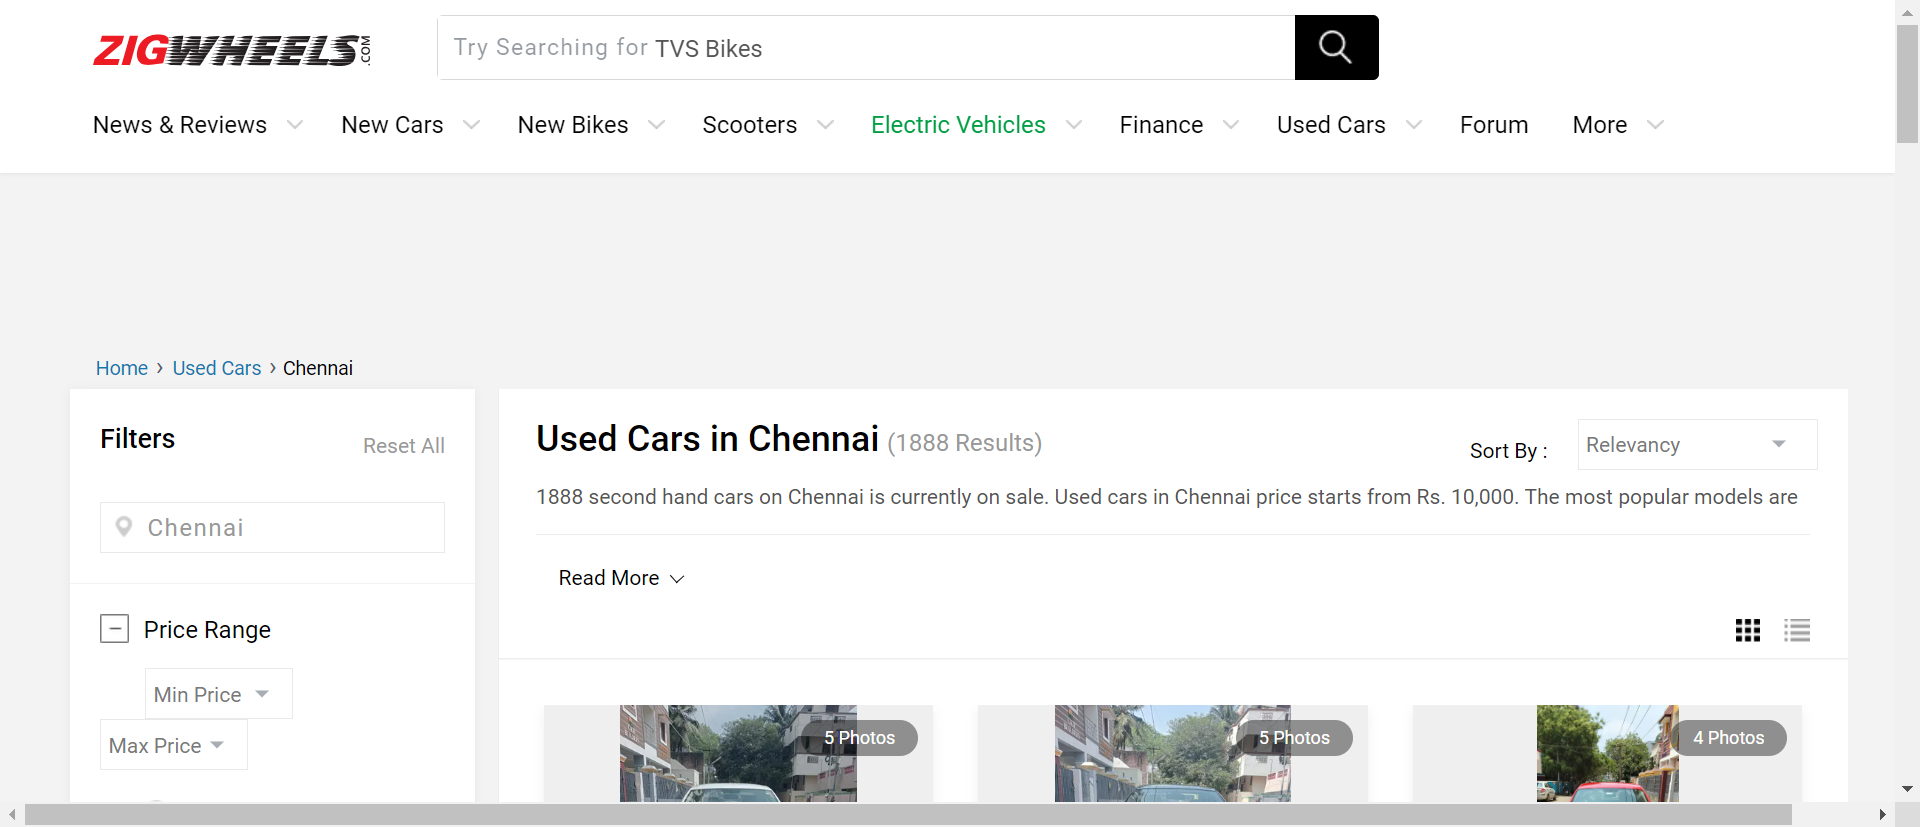 ZIGWHEELS.COM
Try Searching for TVS Bikes
News & Reviews New Cars New Bikes Scooters Electric Vehicles Finance Used Cars Forum More
Home › Used Cars › Chennai
Filters
Reset All
Chennai
Price Range
Min Price
Max Price
Used Cars in Chennai (1888 Results)
Sort By :
Relevancy
1888 second hand cars on Chennai is currently on sale. Used cars in Chennai price starts from Rs. 10,000. The most popular models are
Read More
5 Photos
5 Photos
4 Photos